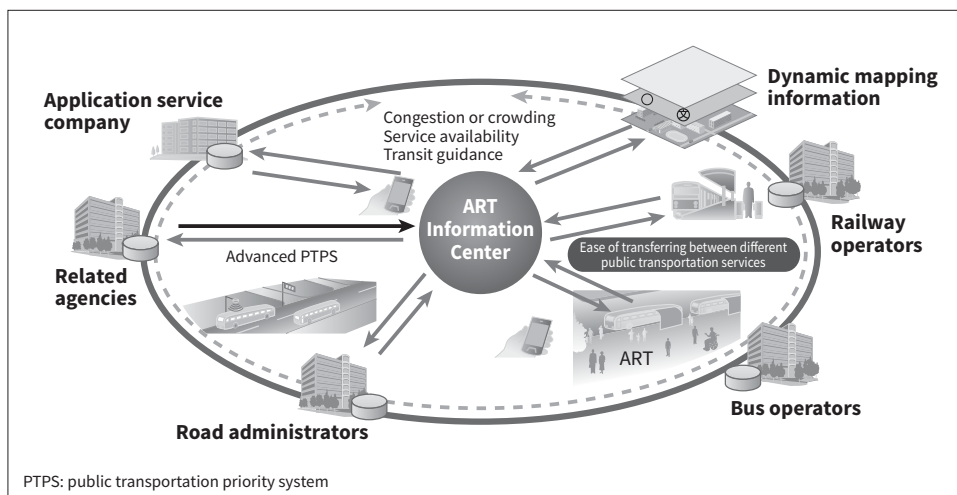 Dynamic mapping
information
Application service
company
Congestion or crowding
Service availability
Transit guidance
ART
Information
Center
Railway
operators
Related
agencies
Advanced PTPS
Ease of transferring between different
public transportation services
ART
Bus operators
Road administrators
PTPS: public transportation priority system